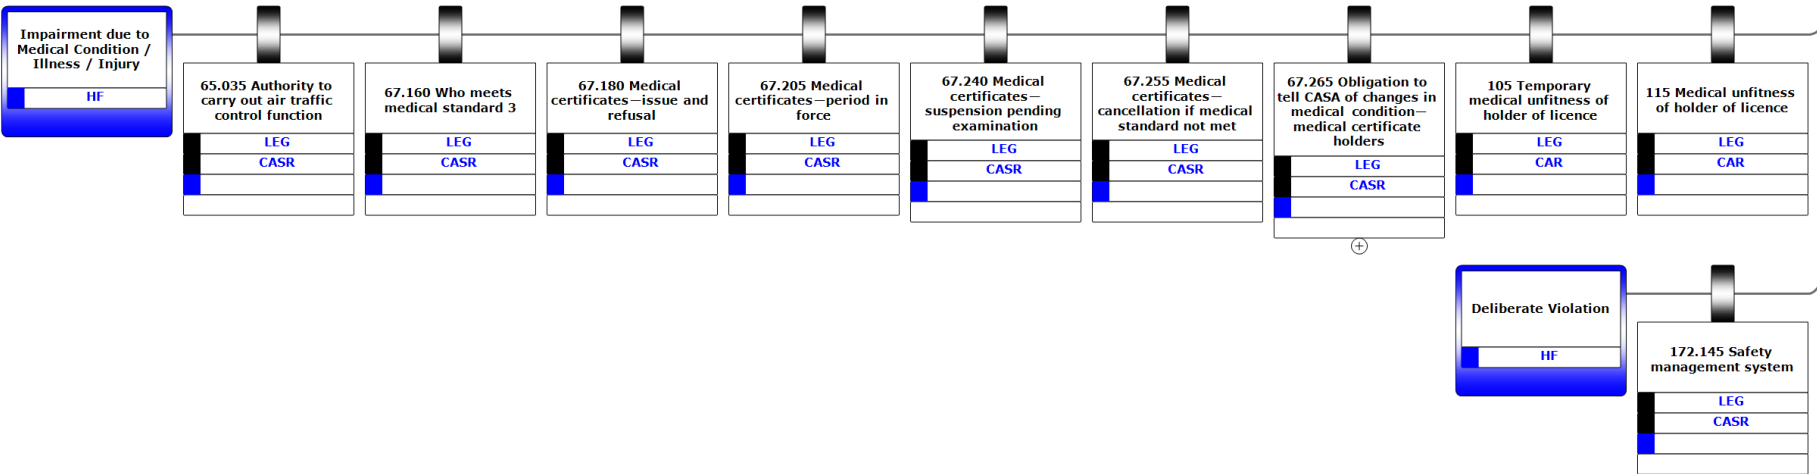 Impairment due to
Medical Condition /
Illness / Injury
HF
65.035 Authority to
carry out air traffic
control function
LEG
CASR
67.160 Who meets
medical standard 3
LEG
CASR
67.180 Medical
certificates—issue and
refusal
LEG
CASR
67.205 Medical
certificates—period in
force
LEG
CASR
67.240 Medical
certificates—
suspension pending
examination
LEG
CASR
67.255 Medical
certificates—
cancellation if medical
standard not met
LEG
CASR
67.265 Obligation to
tell CASA of changes in
medical condition—
medical certificate
holders
LEG
CASR
105 Temporary
medical unfitness of
holder of licence
LEG
CAR
115 Medical unfitness
of holder of licence
LEG
CAR
Deliberate Violation
HF
172.145 Safety
management system
LEG
CASR